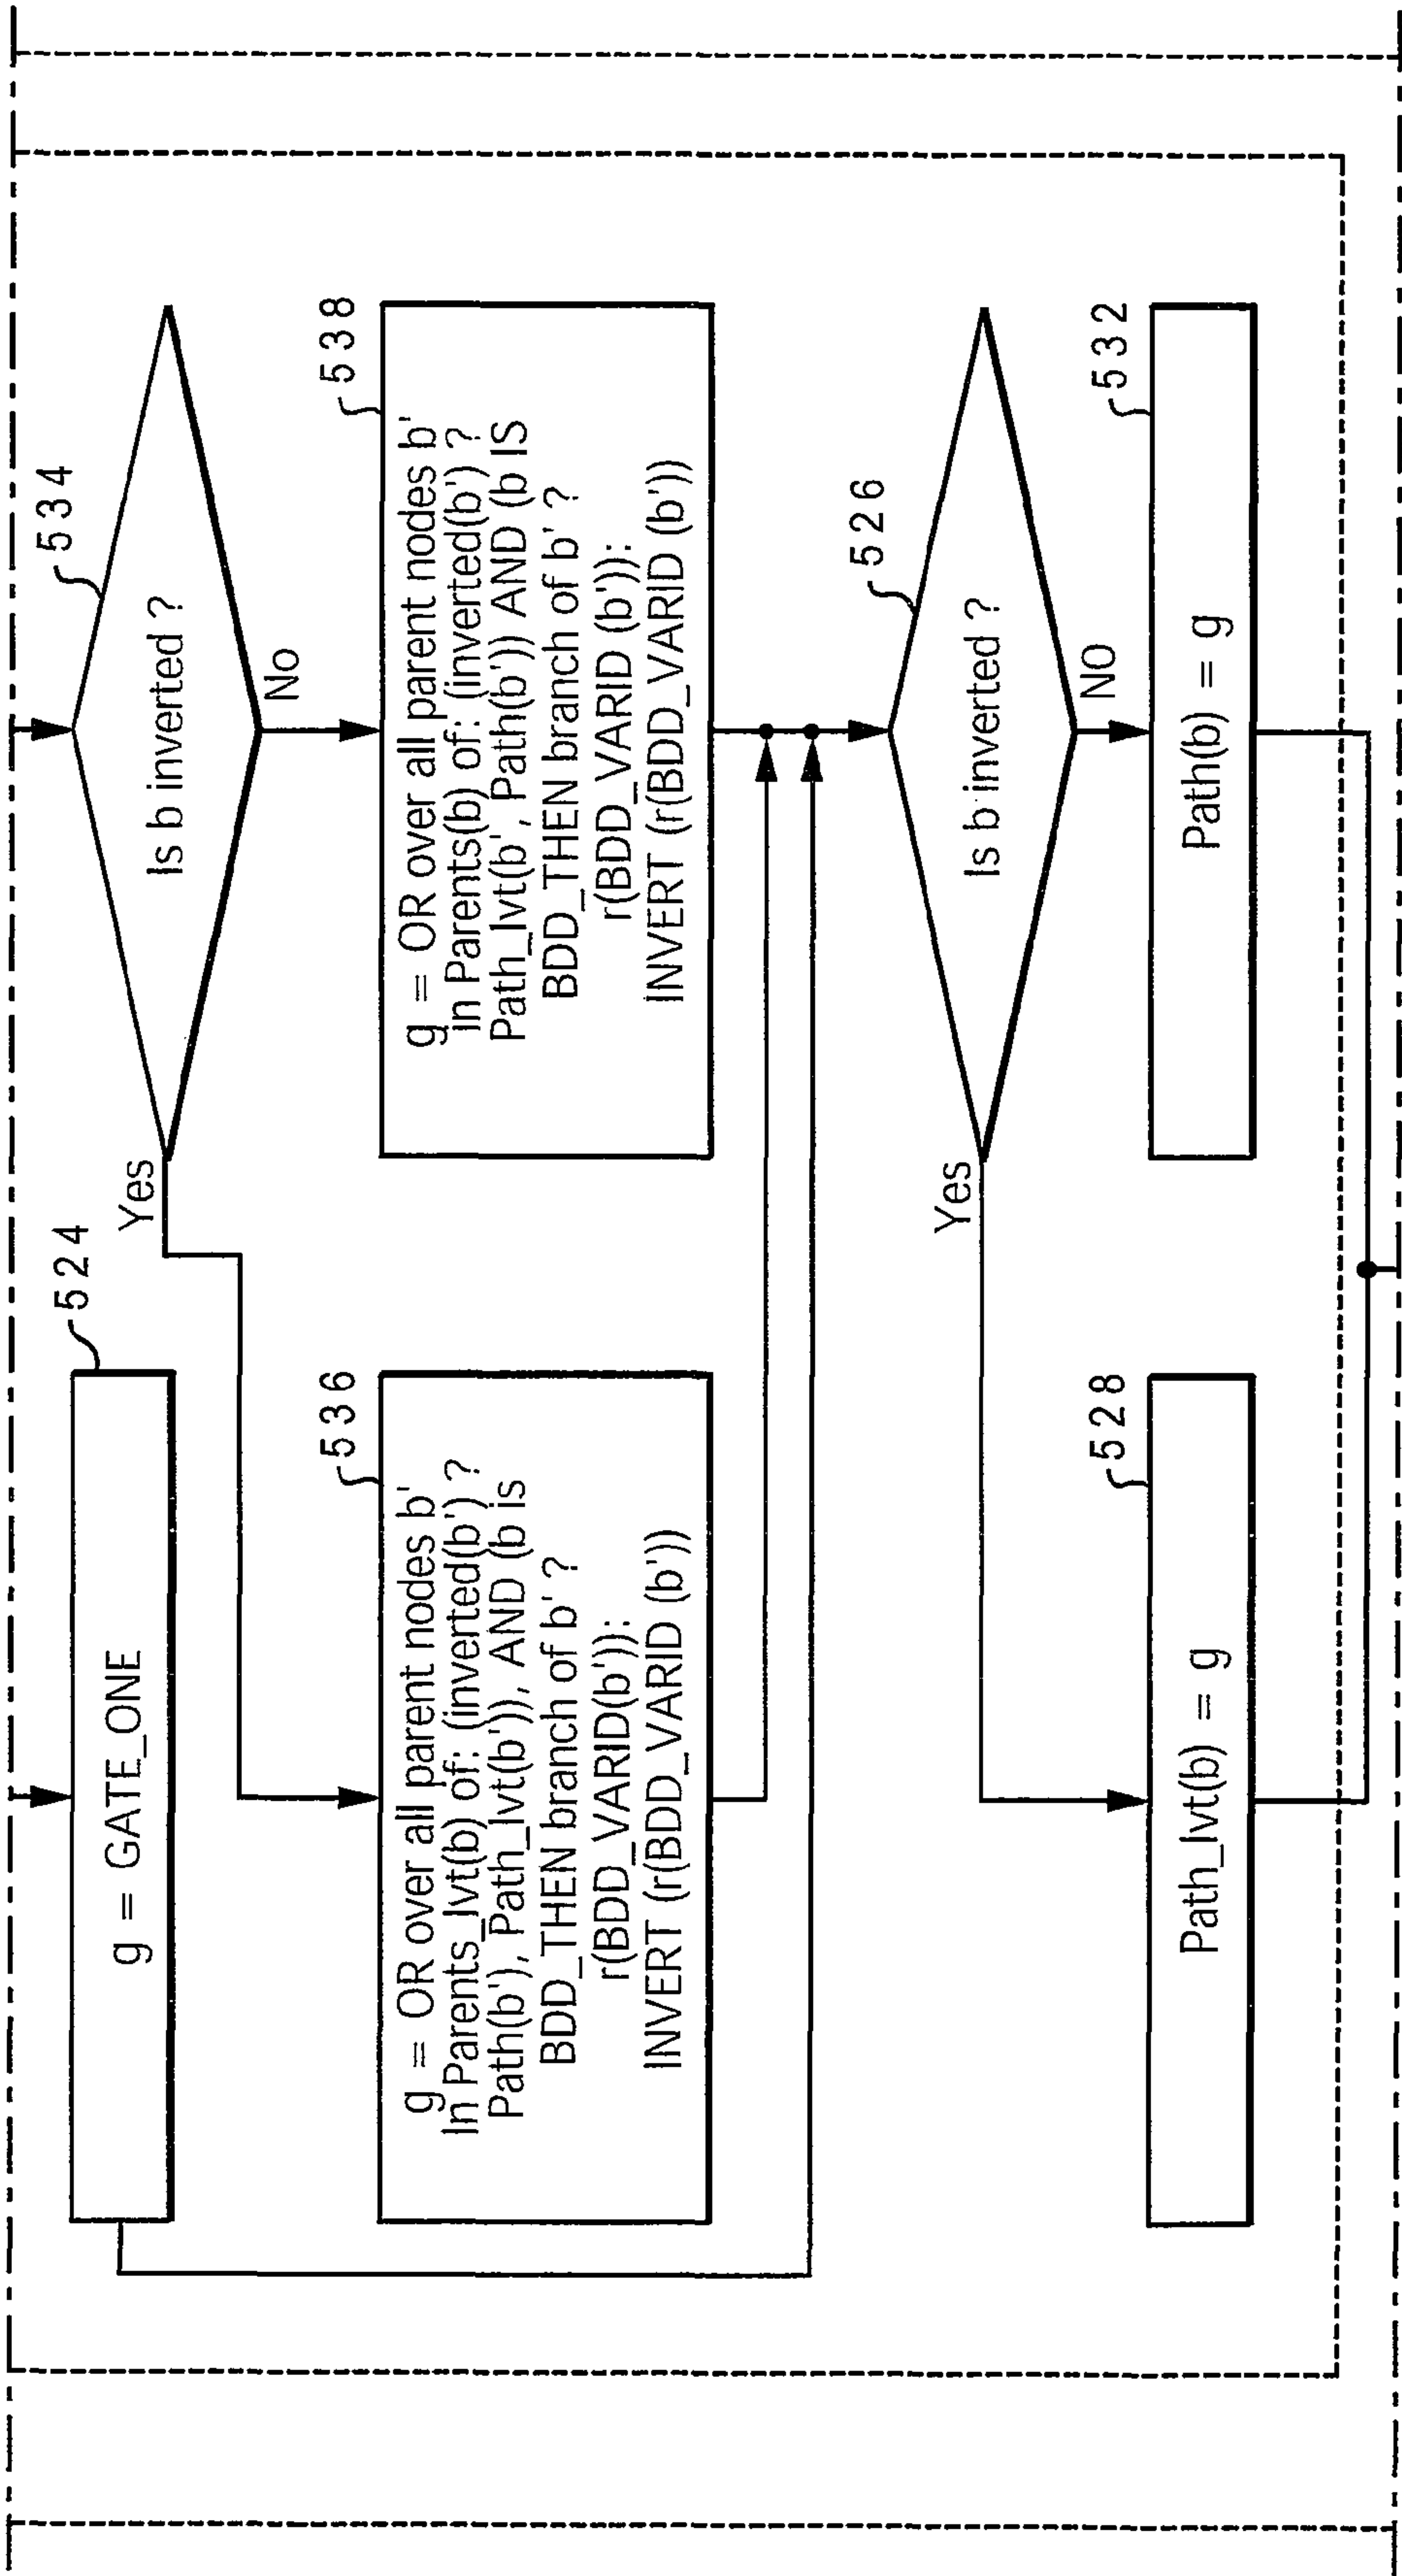 524
g = GATE_ONE
534
Is b inverted ?
Yes
No
536
g = OR over all parent nodes b'
In Parents_Ivt(b) of: (inverted(b') ?
Path(b'), Path_Ivt(b')), AND (b is
BDD_THEN branch of b' ?
r(BDD_VARID(b')):
INVERT (r(BDD_VARID (b'))
538
g = OR over all parent nodes b'
in Parents(b) of: (inverted(b') ?
Path_Ivt(b', Path(b')) AND (b IS
BDD_THEN branch of b' ?
r(BDD_VARID (b')):
INVERT (r(BDD_VARID (b'))
526
Is b inverted ?
Yes
NO
528
Path_Ivt(b) = g
532
Path(b) = g